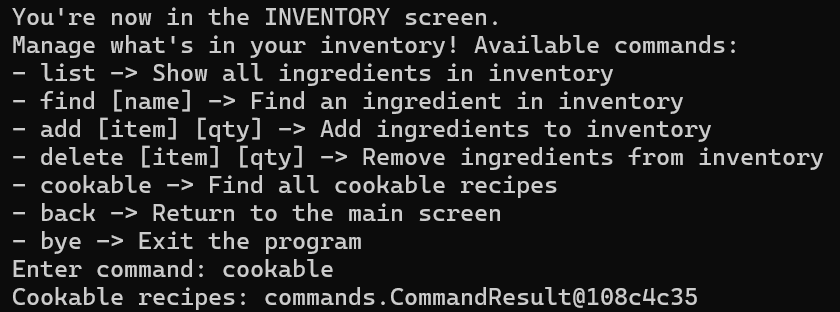 You're now in the INVENTORY screen.
Manage what's in your inventory! Available commands:
- list -> Show all ingredients in inventory
- find [name] -> Find an ingredient in inventory
- add [item] [qty] -> Add ingredients to inventory
- delete [item] [qty] -> Remove ingredients from inventory
- cookable -> Find all cookable recipes
- back -> Return to the main screen
- bye -> Exit the program
Enter command: cookable
Cookable recipes: commands.CommandResult@108c4c35